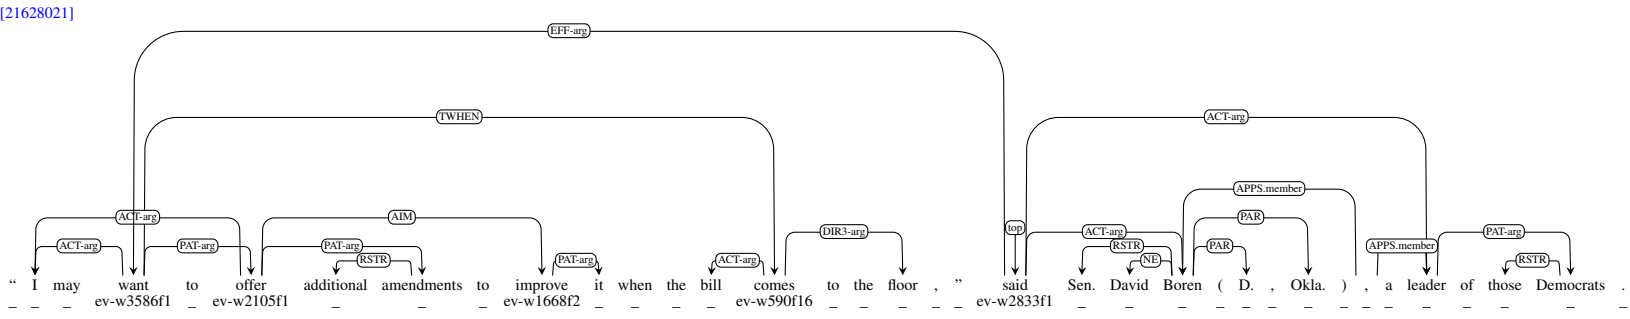 [21628021]
EFF-arg
TWHEN ACT-arg
APPS.member
ACT-arg AIM PAR
top
DIR3-arg ACT-arg PAT-arg
ACT-arg PAT-arg PAT-arg RSTR PAR APPS.member
RSTR PAT-arg ACT-arg NE RSTR
“ I may want to offer additional amendments to improve it when the bill comes to the floor , ” said Sen. David Boren ( D. , Okla. ) , a leader of those Democrats .
_ _ _ ev-w3586f1 _ ev-w2105f1 _ _ _ ev-w1668f2 _ _ _ _ ev-w590f16 _ _ _ _ _ ev-w2833f1 _ _ _ _ _ _ _ _ _ _ _ _ _ _ _